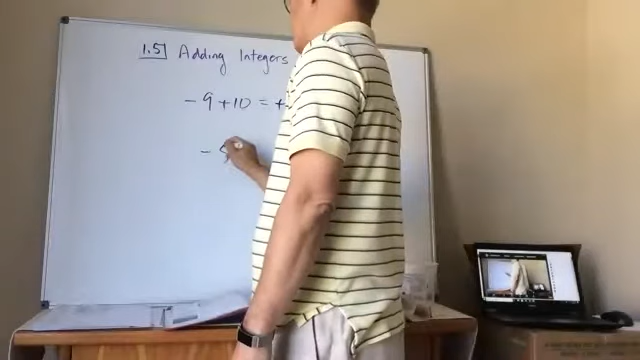 1.5 Adding Integers
- 9 + 10 = +
-